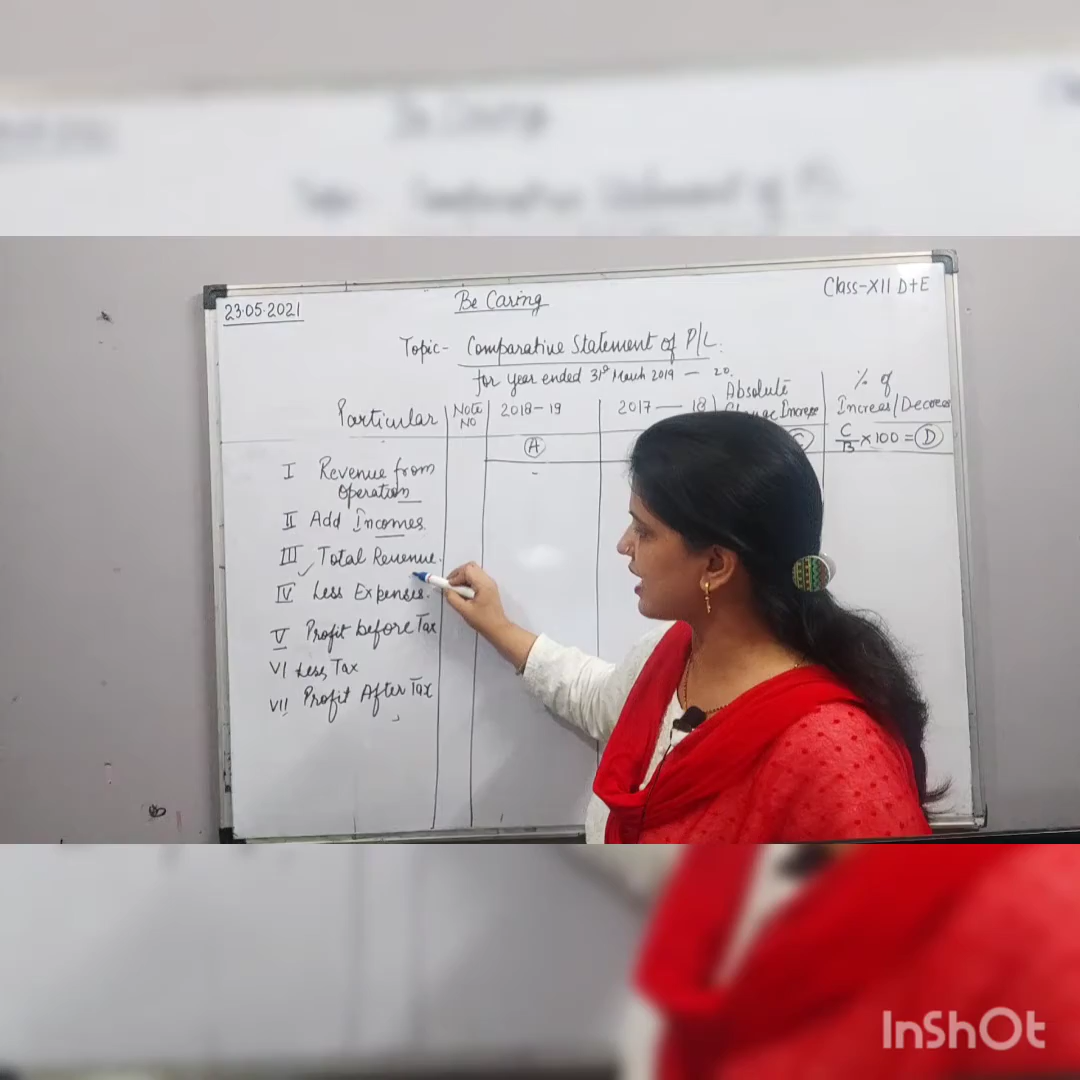 23.05.2021
Be Caring
Class-XII D+E
Topic- Comparative Statement of P/L.
for year ended 31st March 2019 - 20.
Particular
Note No
2018-19
2017-18
Absolute
Increase
% of
Increas/Decreas
A
C
C/B x100 = D
I Revenue from
Operation
II Add Incomes.
III Total Revenue.
IV Less Expenses.
V Profit before Tax
VI Less Tax
VII Profit After Tax
InShOt